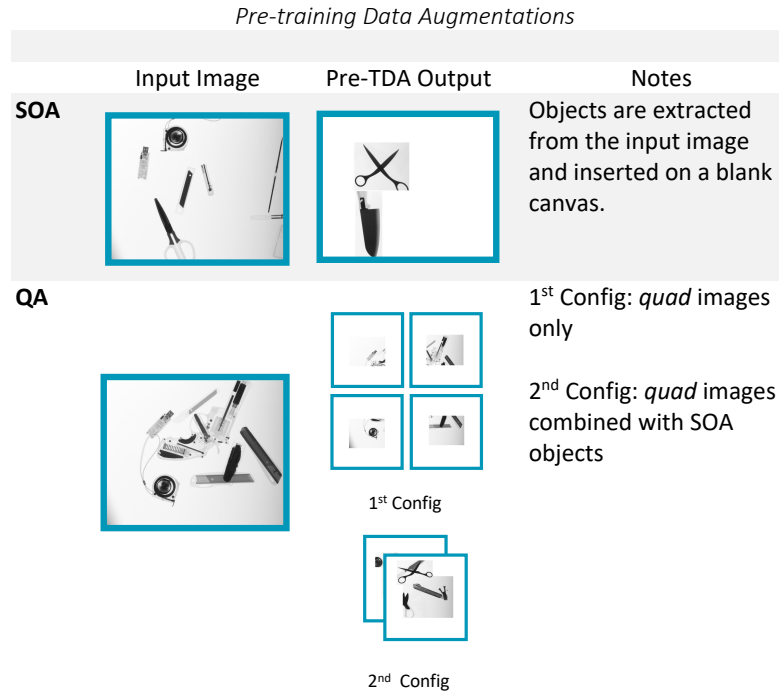 Pre-training Data Augmentations
Input Image Pre-TDA Output Notes
SOA
Objects are extracted
from the input image
and inserted on a blank
canvas.
QA
1st Config: quad images
only
2nd Config: quad images
combined with SOA
objects
1st Config
2nd Config